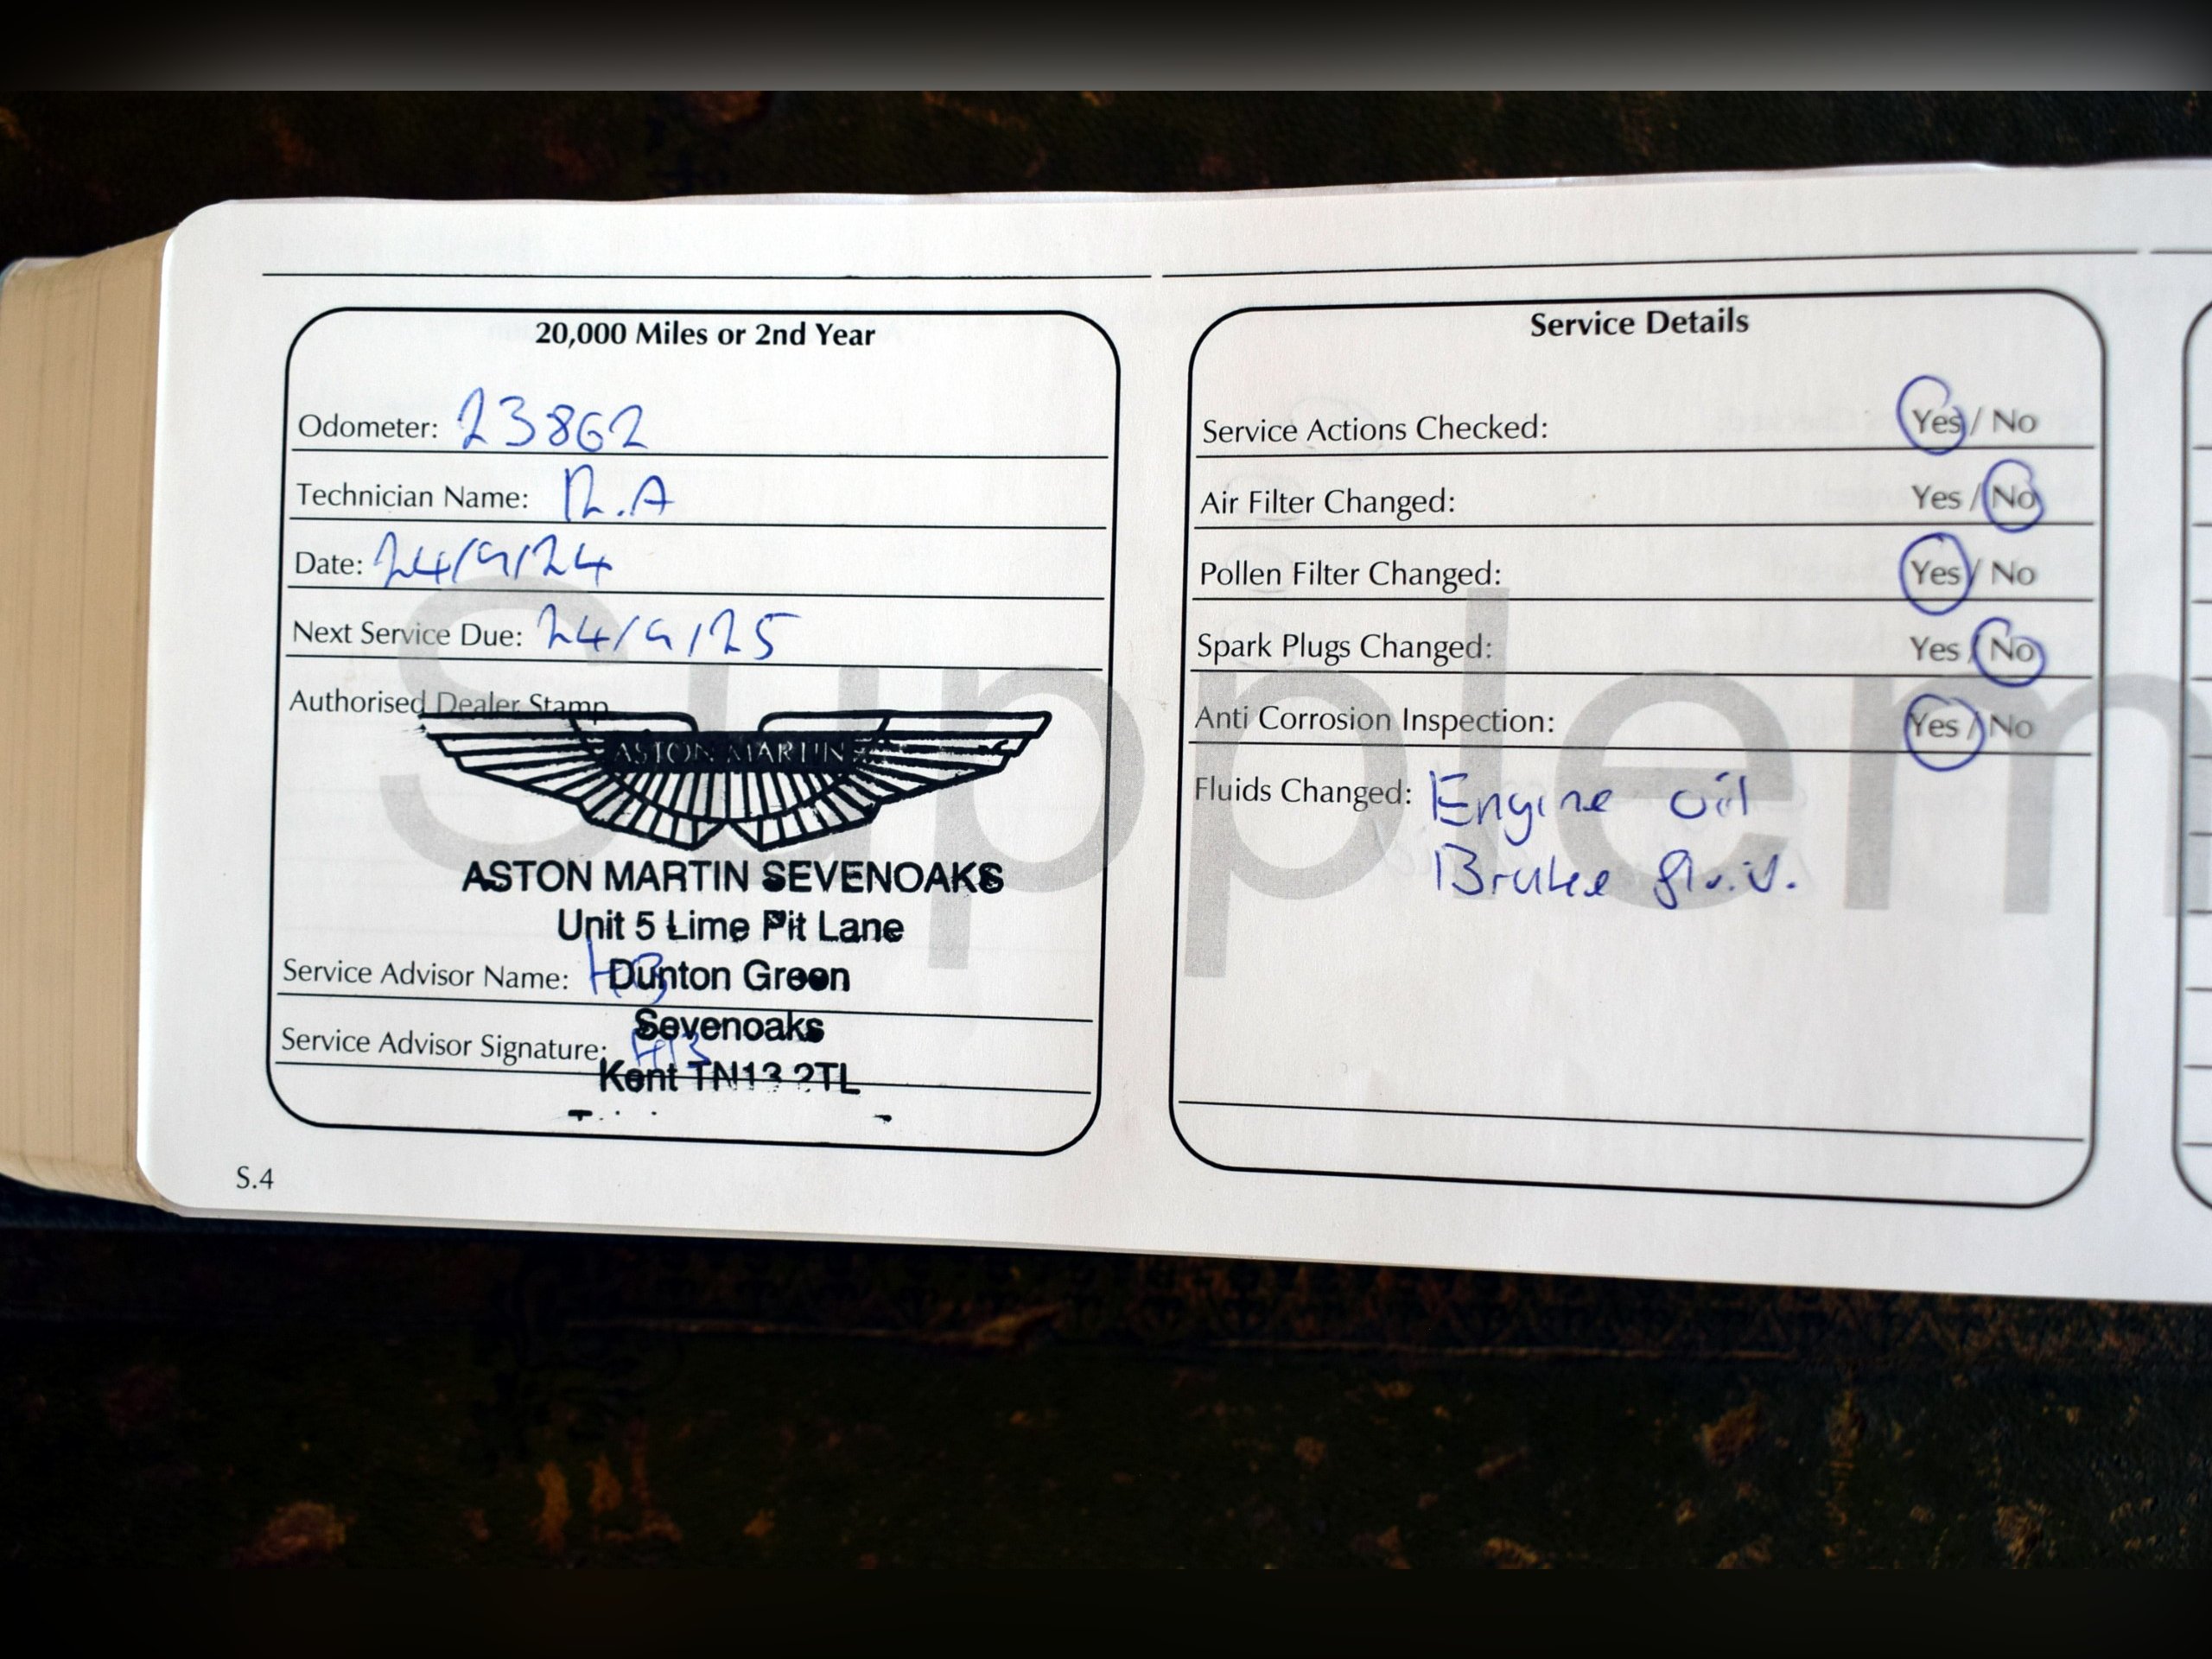 20,000 Miles or 2nd Year
Odometer: 23862
Technician Name: R.A
Date: 24/9/24
Next Service Due: 24/9/25
Authorised Dealer Stamp
ASTON MARTIN
ASTON MARTIN SEVENOAKS
Unit 5 Lime Pit Lane
Dunton Green
Service Advisor Name: HB
Sevenoaks
Service Advisor Signature: HB
Kent TN13 2TL
S.4
Service Details
Service Actions Checked: Yes / No
Air Filter Changed: Yes / No
Pollen Filter Changed: Yes / No
Spark Plugs Changed: Yes / No
Anti Corrosion Inspection: Yes / No
Fluids Changed: Engine oil
Brake fluid.
Supplem